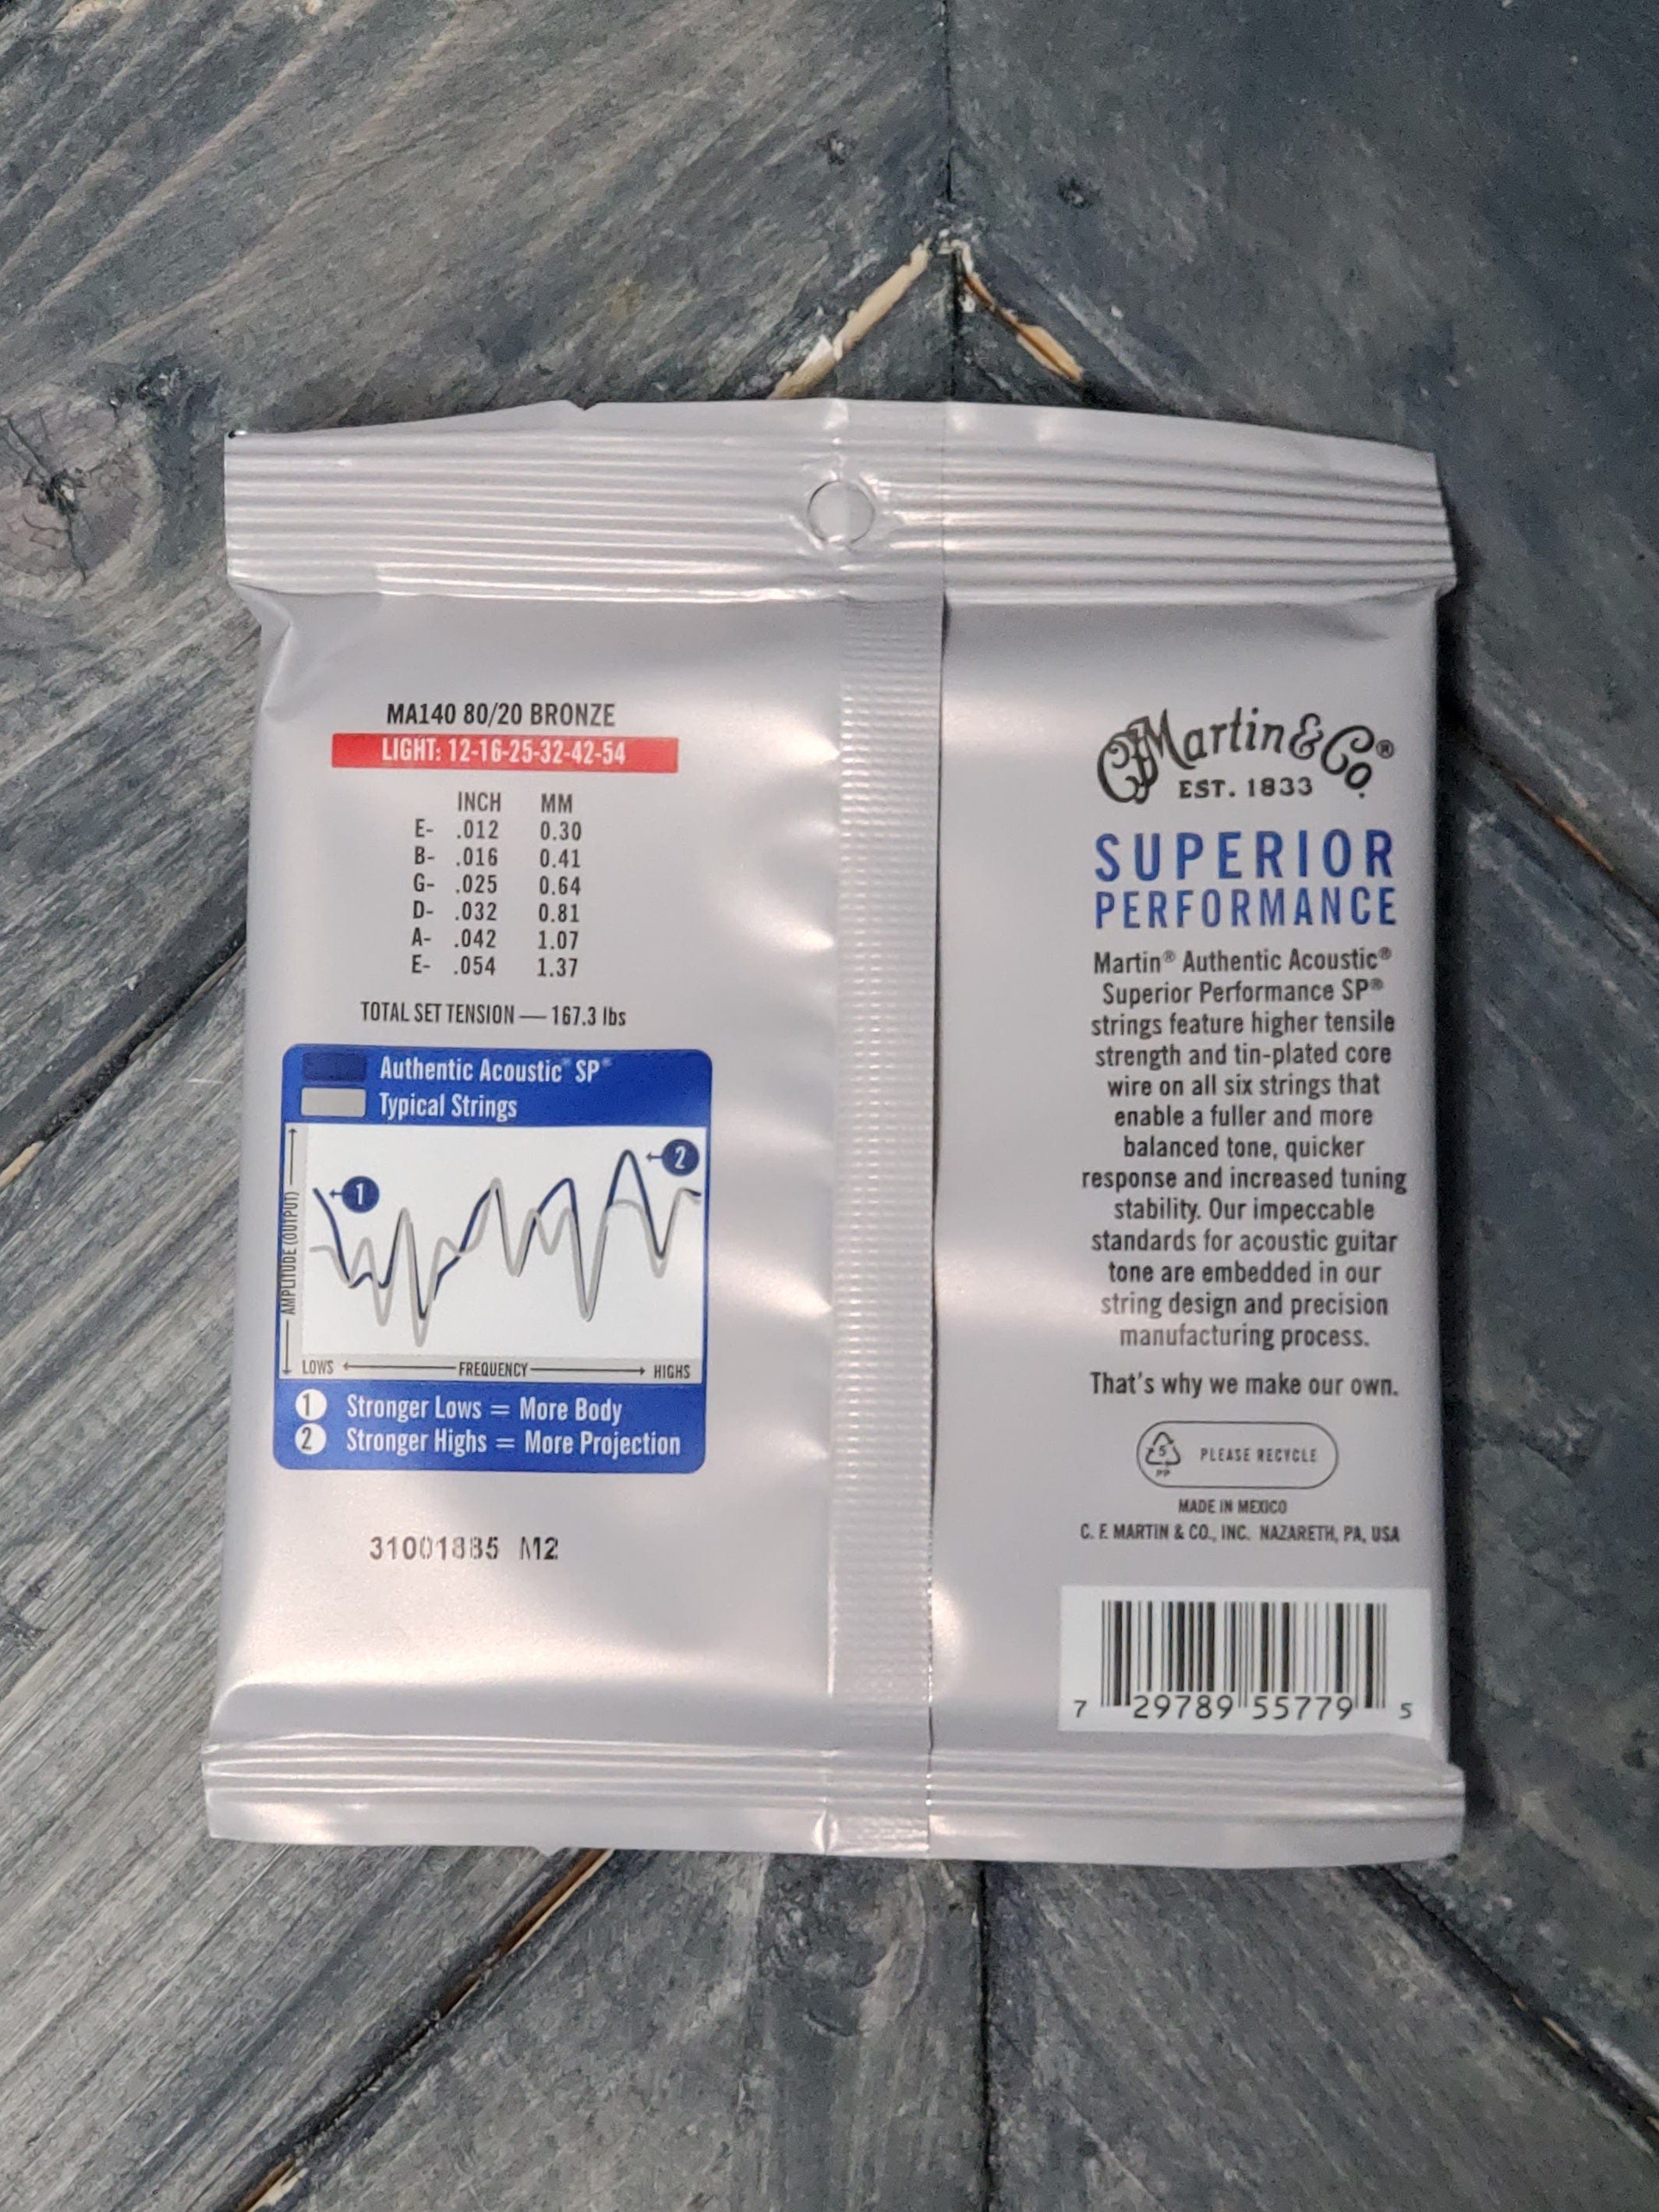 MA140 80/20 BRONZE
LIGHT: 12-16-25-32-42-54
INCH MM
E- .012 0.30
B- .016 0.41
G- .025 0.64
D- .032 0.81
A- .042 1.07
E- .054 1.37
TOTAL SET TENSION — 167.3 lbs
Authentic Acoustic® SP®
Typical Strings
1
2
AMPLITUDE (OUTPUT)
LOWS FREQUENCY HIGHS
1 Stronger Lows = More Body
2 Stronger Highs = More Projection
31001885 M2
CF Martin & Co.®
EST. 1833
SUPERIOR
PERFORMANCE
Martin® Authentic Acoustic®
Superior Performance SP®
strings feature higher tensile
strength and tin-plated core
wire on all six strings that
enable a fuller and more
balanced tone, quicker
response and increased tuning
stability. Our impeccable
standards for acoustic guitar
tone are embedded in our
string design and precision
manufacturing process.
That's why we make our own.
5
PP
PLEASE RECYCLE
MADE IN MEXICO
C. F. MARTIN & CO., INC. NAZARETH, PA, USA
7 29789 55779 5